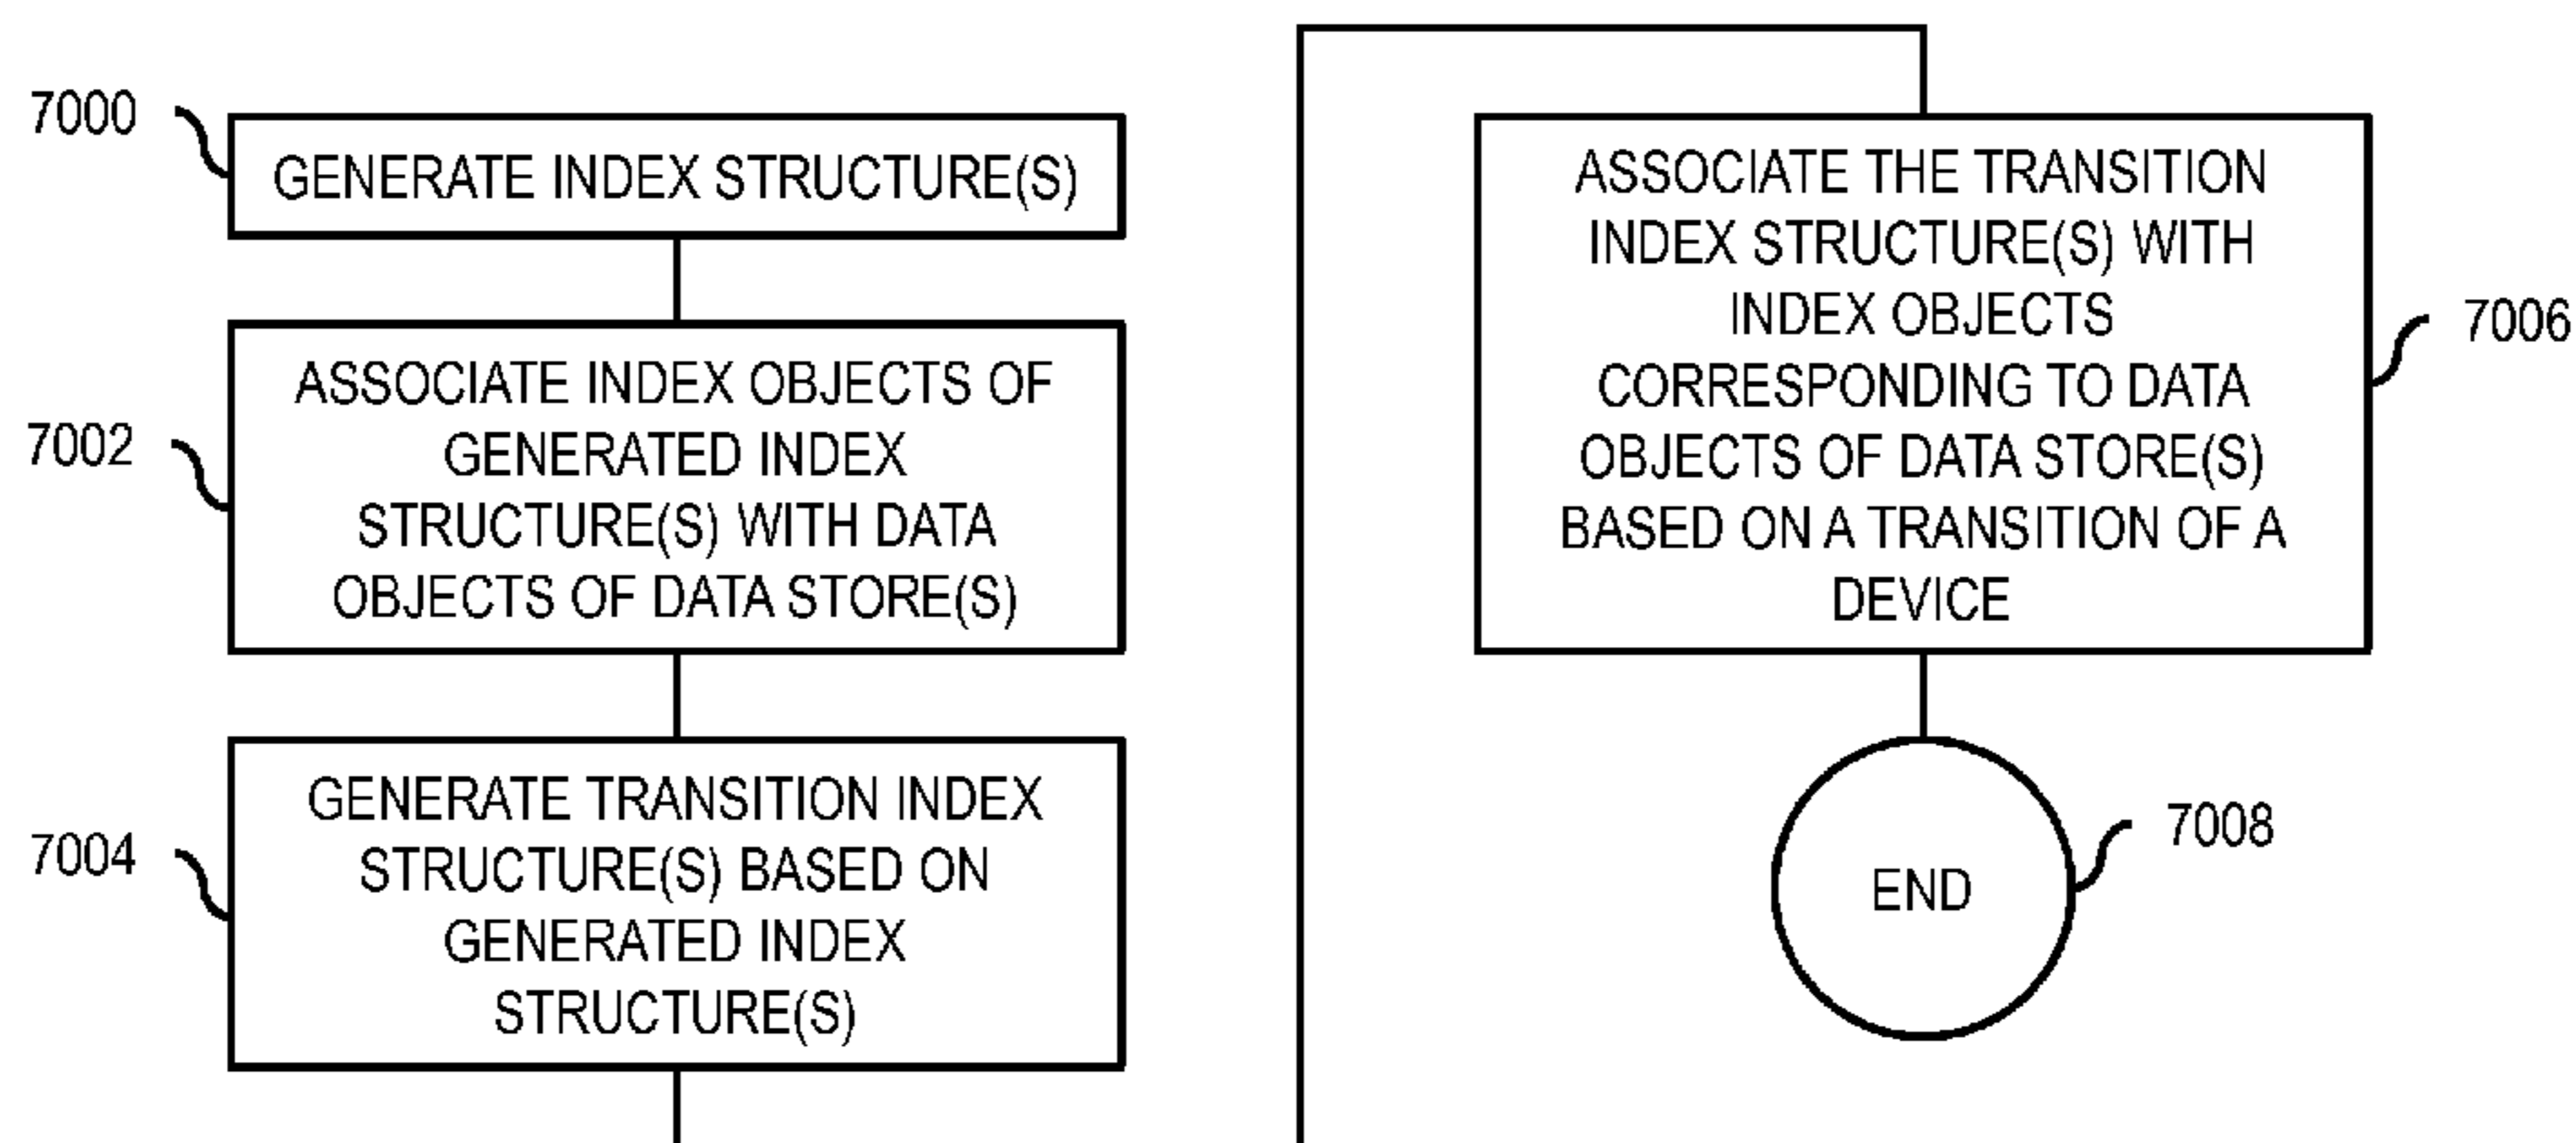 7000
GENERATE INDEX STRUCTURE(S)
7002
ASSOCIATE INDEX OBJECTS OF
GENERATED INDEX
STRUCTURE(S) WITH DATA
OBJECTS OF DATA STORE(S)
7004
GENERATE TRANSITION INDEX
STRUCTURE(S) BASED ON
GENERATED INDEX
STRUCTURE(S)
ASSOCIATE THE TRANSITION
INDEX STRUCTURE(S) WITH
INDEX OBJECTS
CORRESPONDING TO DATA
OBJECTS OF DATA STORE(S)
BASED ON A TRANSITION OF A
DEVICE
7006
END
7008